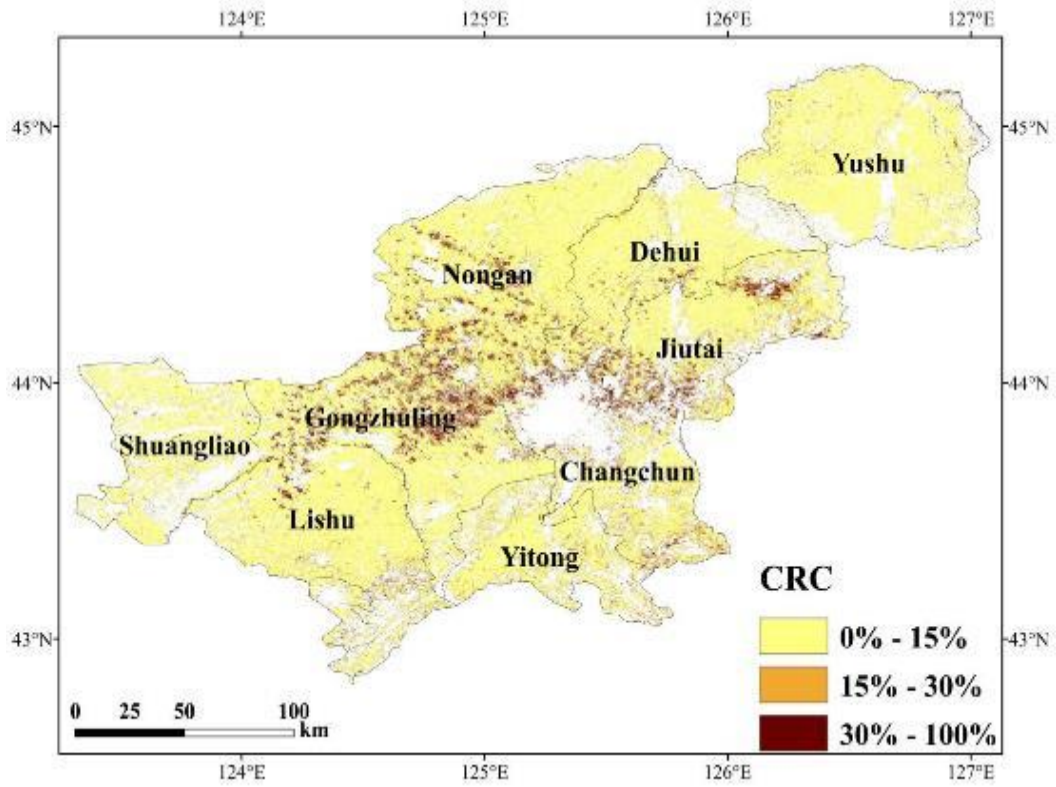 124°E 125°E 126°E 127°E
45°N 45°N
Yushu
Dehui
Nongan
Jiutai
44°N 44°N
Gongzhuling
Shuangliao
Changchun
Lishu
Yitong
CRC
0% - 15%
43°N 43°N
15% - 30%
0 25 50 100
km
30% - 100%
124°E 125°E 126°E 127°E